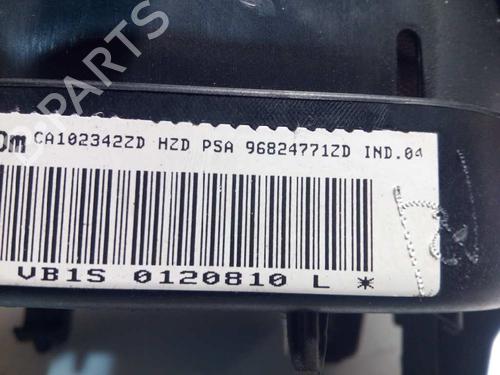 CA102342ZD HZD PSA 96824771ZD IND.04
VB1S 0120810 L *